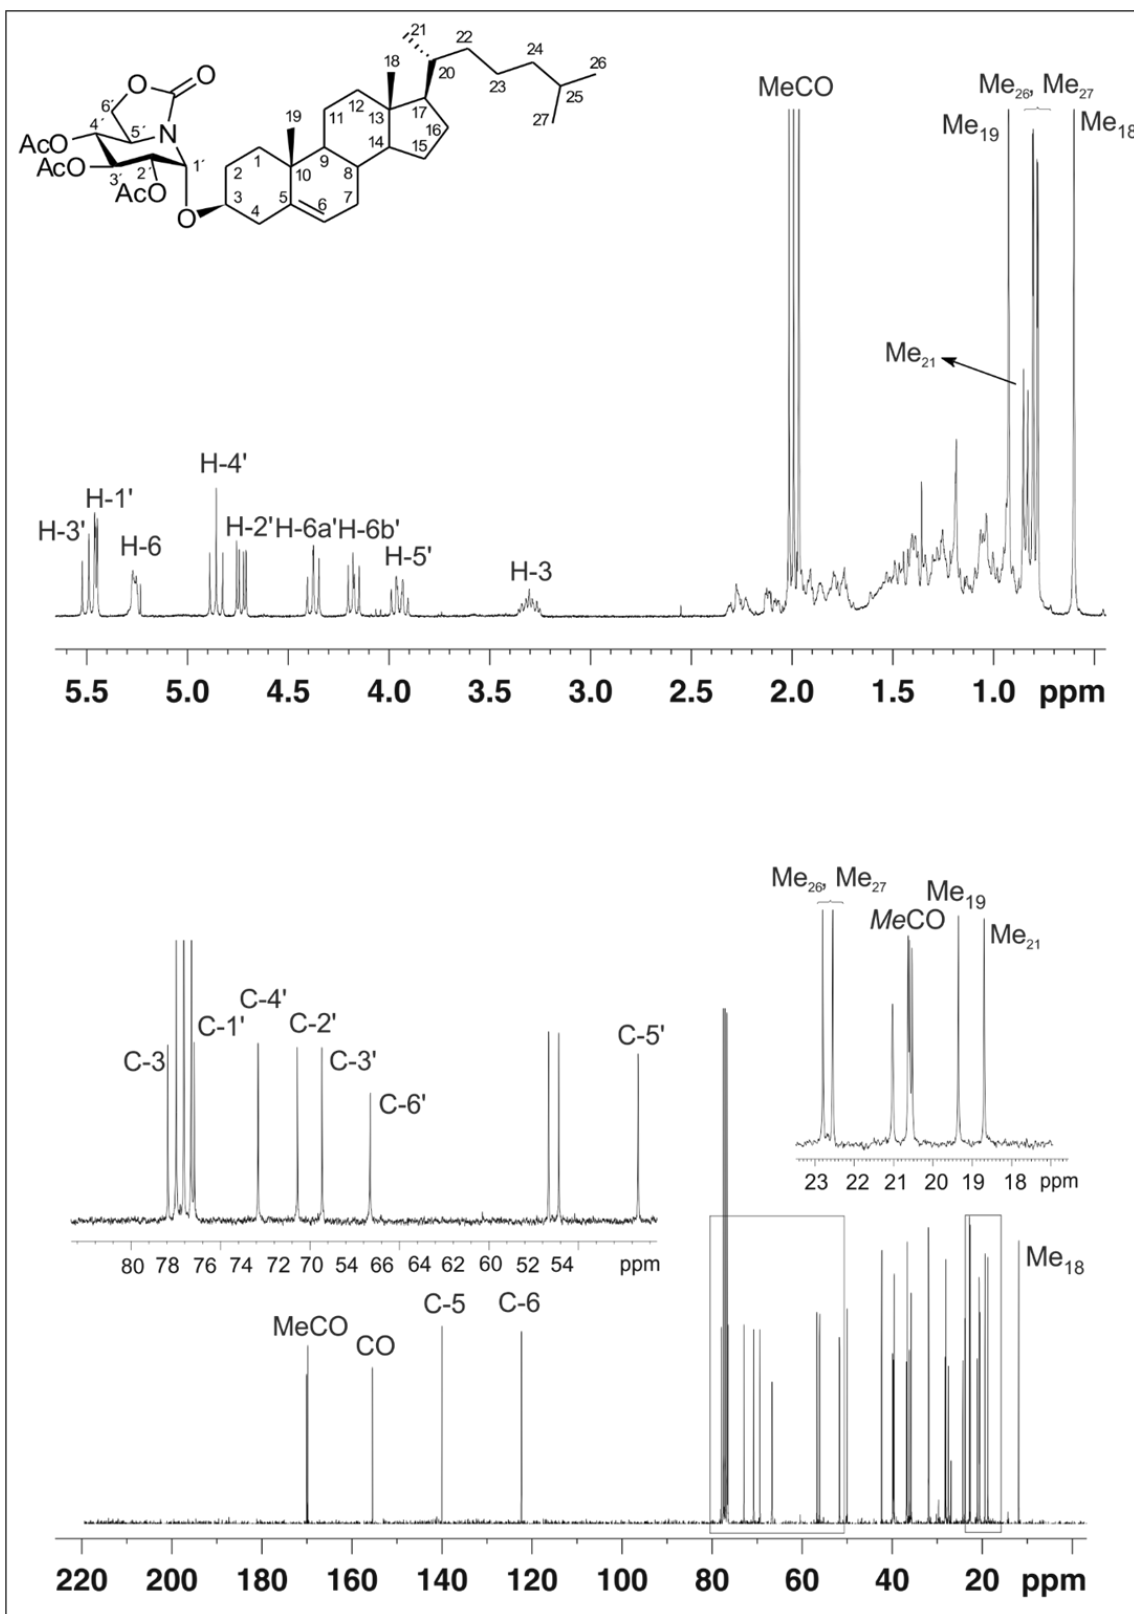 21
22
24
26
18
20
23
25
27
O
O
6'
12
17
19
11
13
16
4'
5'
N
14
15
AcO
1
9
8
AcO
2'
1'
2
10
3'
AcO
3
5
7
O
4
6
MeCO
Me26, Me27
Me19
Me18
Me21
H-4'
H-1'
H-3'
H-6
H-2'
H-6a'
H-6b'
H-5'
H-3
5.5 5.0 4.5 4.0 3.5 3.0 2.5 2.0 1.5 1.0 ppm
Me26, Me27
Me19
MeCO
Me21
C-4'
C-1'
C-2'
C-3
C-3'
C-5'
C-6'
23 22 21 20 19 18 ppm
80 78 76 74 72 70 54 66 64 62 60 52 54 ppm
Me18
C-5
C-6
MeCO
CO
220 200 180 160 140 120 100 80 60 40 20 ppm